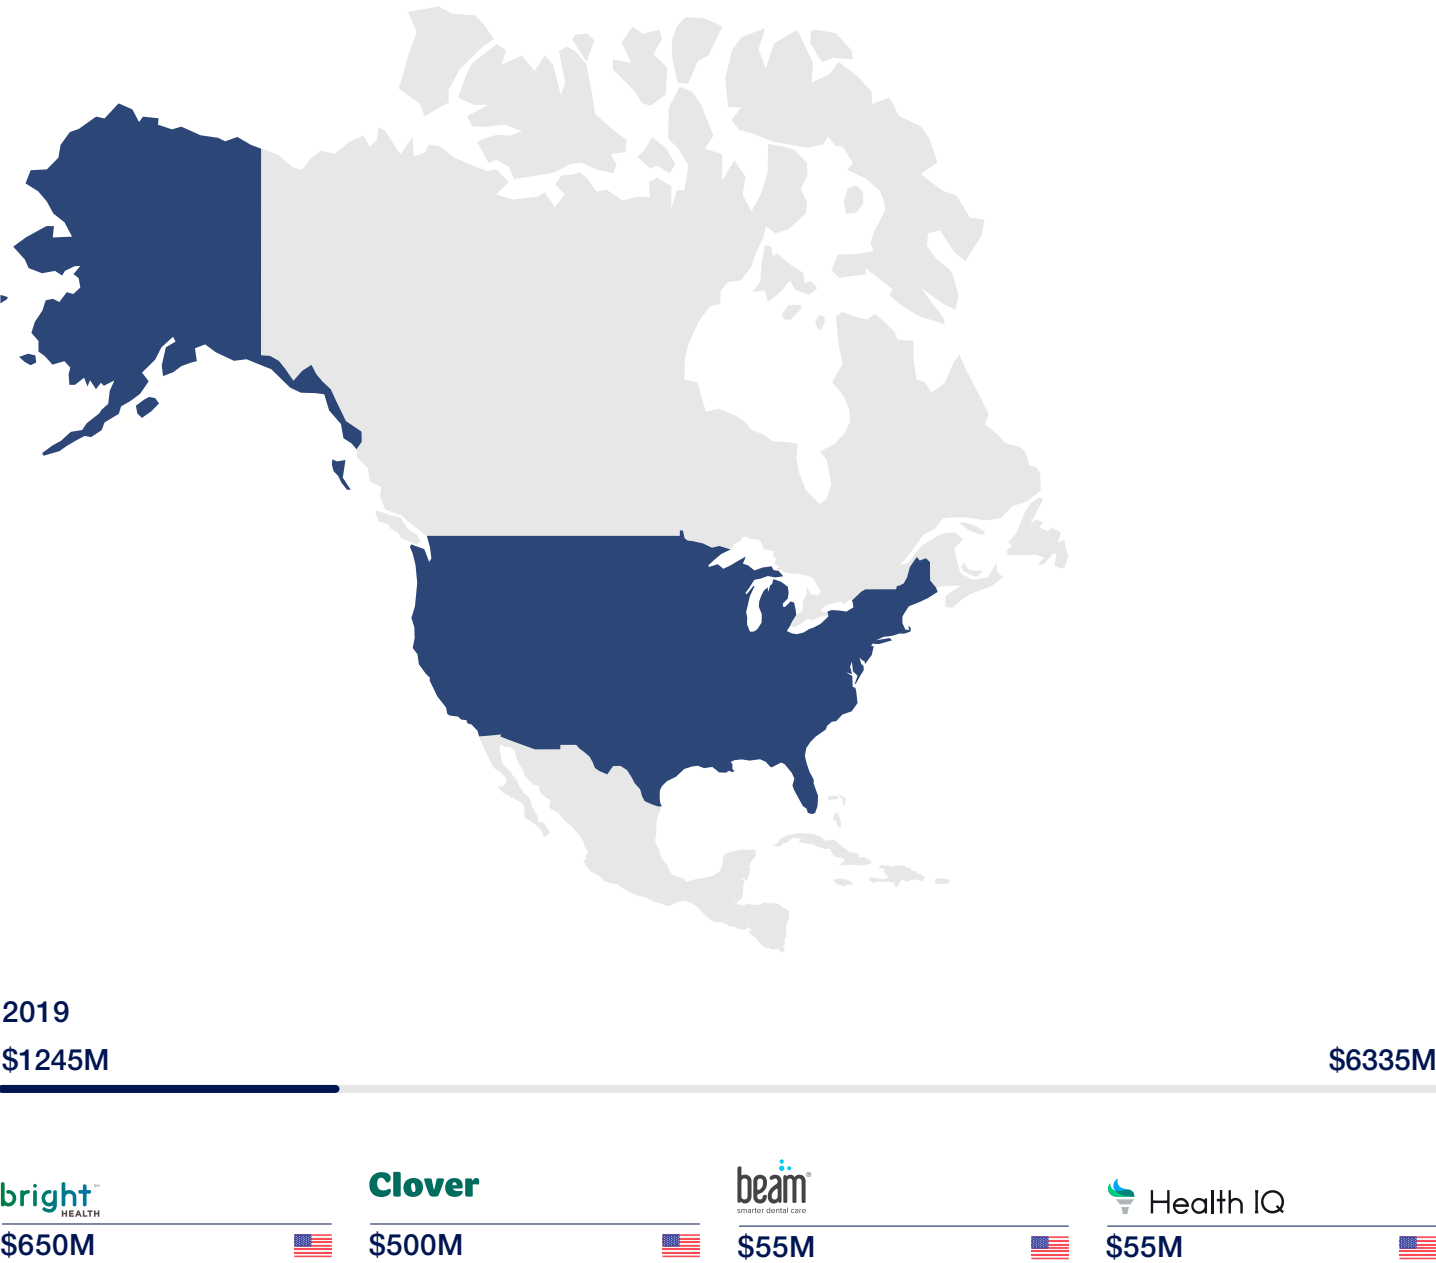 2019
$1245M
$6335M
bright
HEALTH
$650M
Clover
$500M
beam®
smarter dental care
$55M
Health IQ
$55M